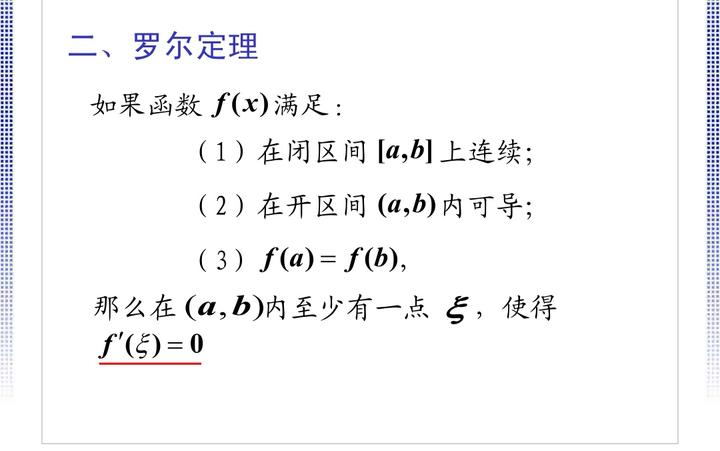 二、罗尔定理
如果函数 f(x)满足：
（1）在闭区间 [a,b] 上连续；
（2）在开区间 (a,b) 内可导；
（3）f(a) = f(b),
那么在 (a,b)内至少有一点 ξ ，使得
f′(ξ) = 0